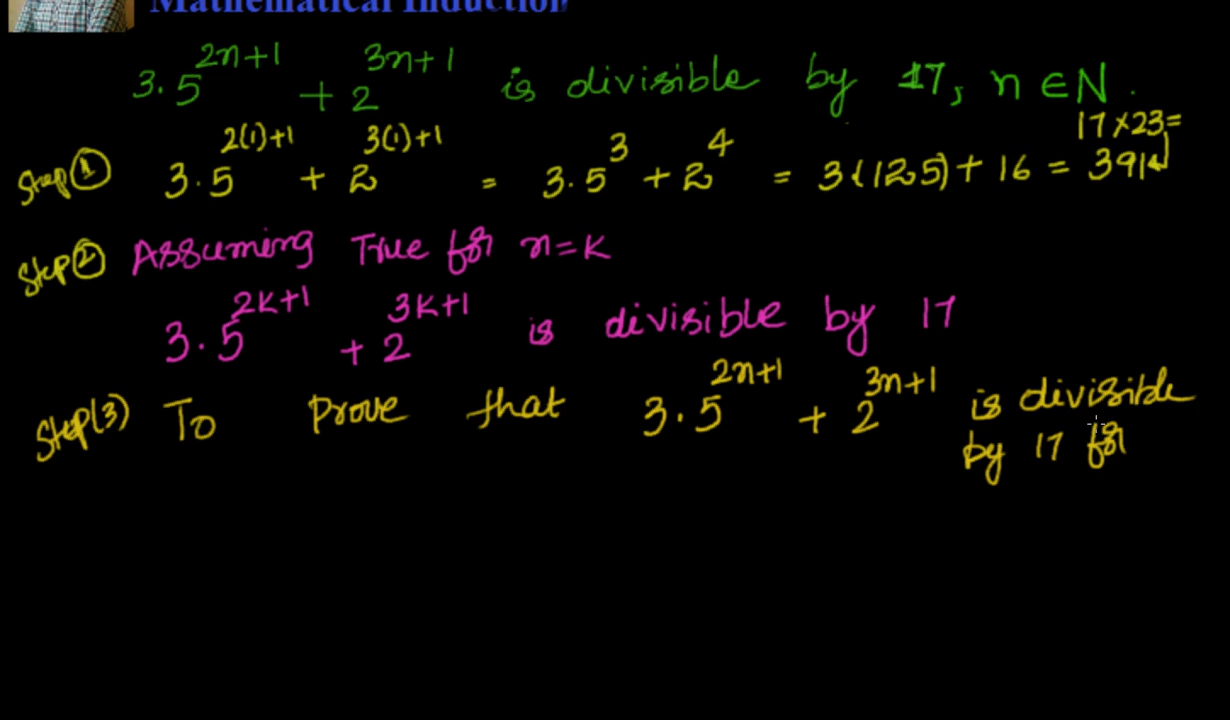 Mathematical Induction
3.5^{2n+1} + 2^{3n+1} is divisible by 17, n ∈ N.
17×23=
Step ① 3.5^{2(1)+1} + 2^{3(1)+1} = 3.5^3 + 2^4 = 3(125) + 16 = 391
Step ② Assuming True for n=K
3.5^{2K+1} + 2^{3K+1} is divisible by 17
Step(3) To prove that 3.5^{2n+1} + 2^{3n+1} is divisible
by 17 for